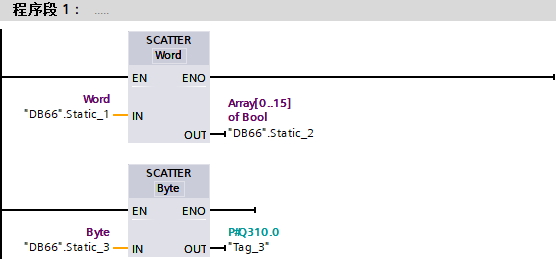 程序段 1： .....
SCATTER
Word
EN ENO
Word
"DB66".Static_1 IN
Array[0..15]
of Bool
OUT "DB66".Static_2
SCATTER
Byte
EN ENO
Byte
"DB66".Static_3 IN
P#Q310.0
OUT "Tag_3"